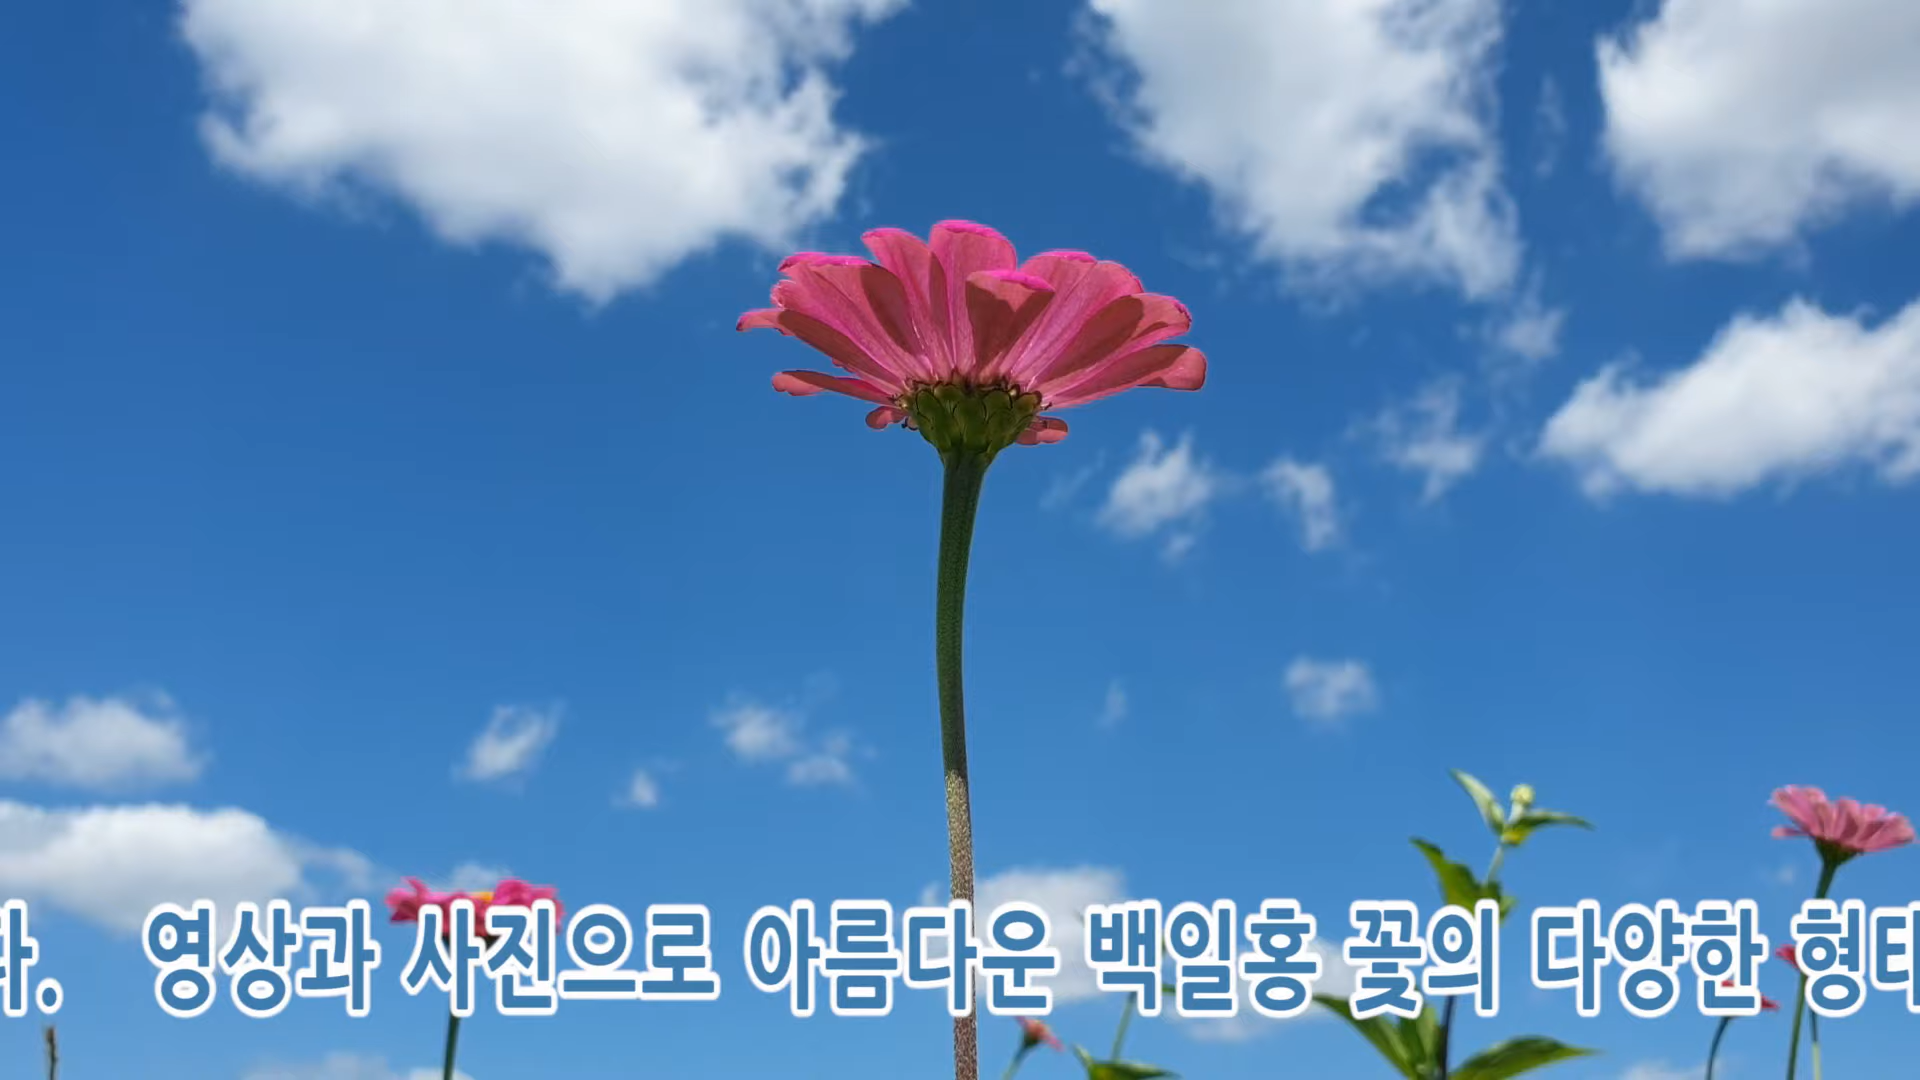 영상과 사진으로 아름다운 백일홍 꽃의 다양한